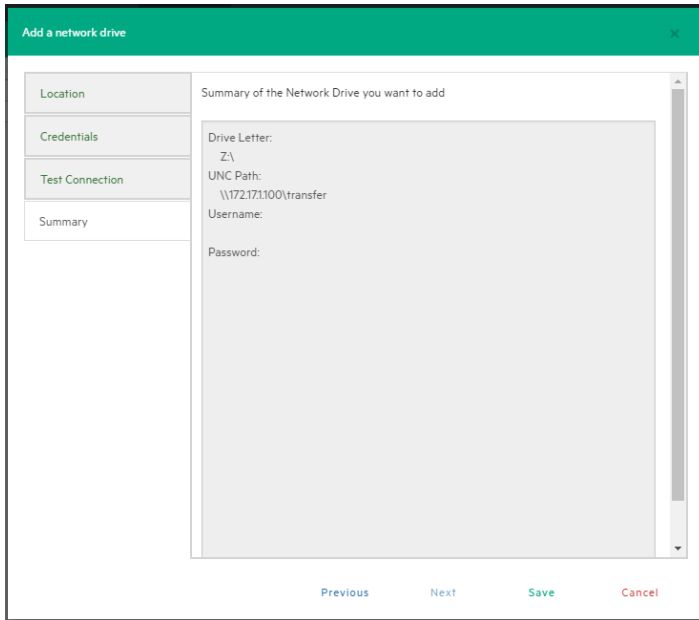 Add a network drive
×
Location
Credentials
Test Connection
Summary
Summary of the Network Drive you want to add
Drive Letter:
Z:\
UNC Path:
\\172.17.1.100\transfer
Username:
Password:
Previous Next Save Cancel